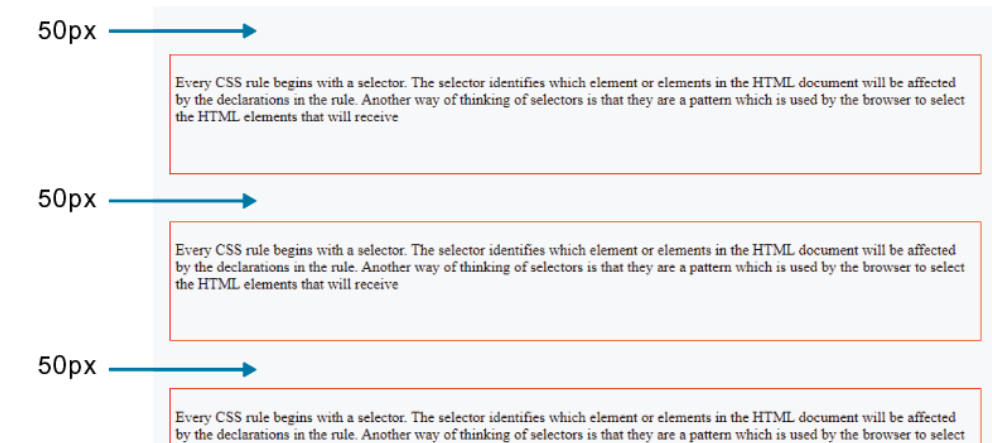 50px
Every CSS rule begins with a selector. The selector identifies which element or elements in the HTML document will be affected
by the declarations in the rule. Another way of thinking of selectors is that they are a pattern which is used by the browser to select
the HTML elements that will receive
50px
Every CSS rule begins with a selector. The selector identifies which element or elements in the HTML document will be affected
by the declarations in the rule. Another way of thinking of selectors is that they are a pattern which is used by the browser to select
the HTML elements that will receive
50px
Every CSS rule begins with a selector. The selector identifies which element or elements in the HTML document will be affected
by the declarations in the rule. Another way of thinking of selectors is that they are a pattern which is used by the browser to select